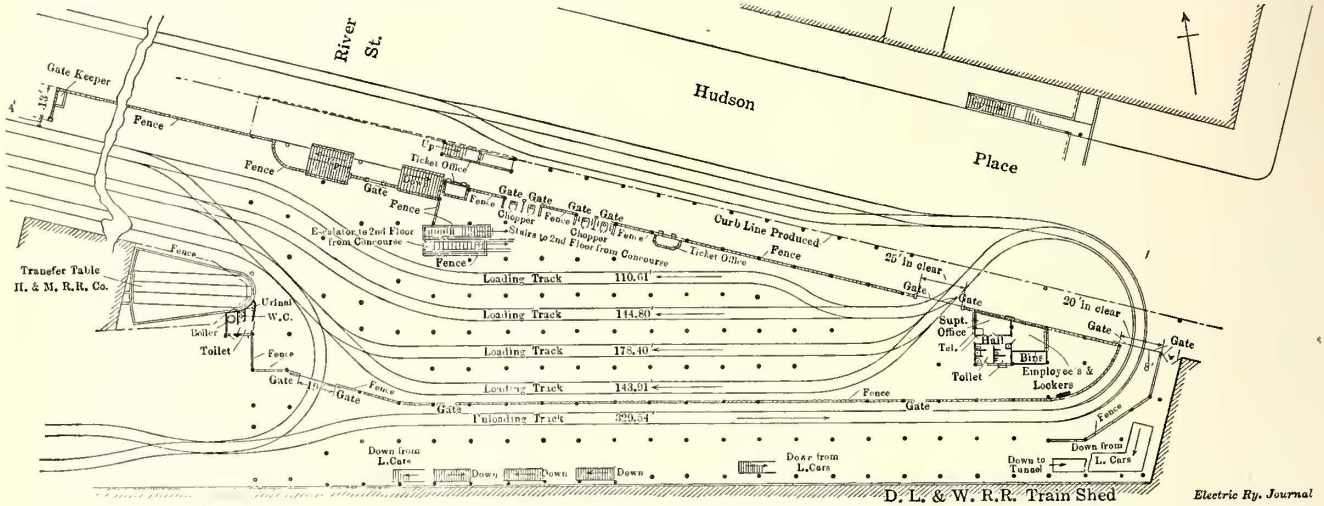 River
St.
Hudson
Place
Gate Keeper
13'
4'
Fence
Up
Ticket Office
Fence
Gate
Down
Fence
Gate
Gate
Fence
Gate
Gate
Fence
Chopper
Chopper
Fence
Fence
Escalator to 2nd Floor
from Concourse
Stairs to 2nd Floor from Concourse
Fence
Ticket Office
Fence
Curb Line Produced
25' in clear
Gate
Gate
20' in clear
Gate
Gate
8'
Fence
Transfer Table
H. & M. R.R. Co.
Urinal
W.C.
Boiler
Toilet
Fence
Gate
19'
Fence
Gate
Loading Track 110.61'
Loading Track 144.80'
Loading Track 178.40'
Loading Track 143.91'
Unloading Track 329.54'
Gate
Fence
Gate
Supt.
Office
Tel.
Hall
Toilet
Bins
Employee's &
Lockers
Fence
Down from
L.Cars
Down
Down
Down
Down from
L.Cars
Down to
Tunnel
Down from
L. Cars
D. L. & W. R.R. Train Shed
Electric Ry. Journal